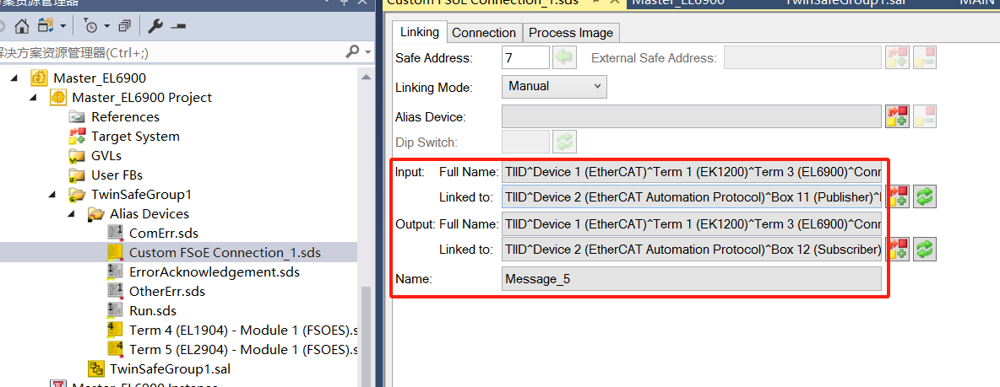 方案资源管理器
解决方案资源管理器(Ctrl+;)
Master_EL6900
Master_EL6900 Project
References
Target System
GVLs
User FBs
TwinSafeGroup1
Alias Devices
ComErr.sds
Custom FSoE Connection_1.sds
ErrorAcknowledgement.sds
OtherErr.sds
Run.sds
Term 4 (EL1904) - Module 1 (FSOES).s
Term 5 (EL2904) - Module 1 (FSOES).s
TwinSafeGroup1.sal
Master_EL6900 Instance
Custom FSoE Connection_1.sds
Master_EL6900
TwinSafeGroup1.sal
MAIN
Linking
Connection
Process Image
Safe Address:
7
External Safe Address:
Linking Mode:
Manual
Alias Device:
Dip Switch:
Input: Full Name: TIID^Device 1 (EtherCAT)^Term 1 (EK1200)^Term 3 (EL6900)^Conn
Linked to: TIID^Device 2 (EtherCAT Automation Protocol)^Box 11 (Publisher)^
Output: Full Name: TIID^Device 1 (EtherCAT)^Term 1 (EK1200)^Term 3 (EL6900)^Conn
Linked to: TIID^Device 2 (EtherCAT Automation Protocol)^Box 12 (Subscriber)
Name: Message_5